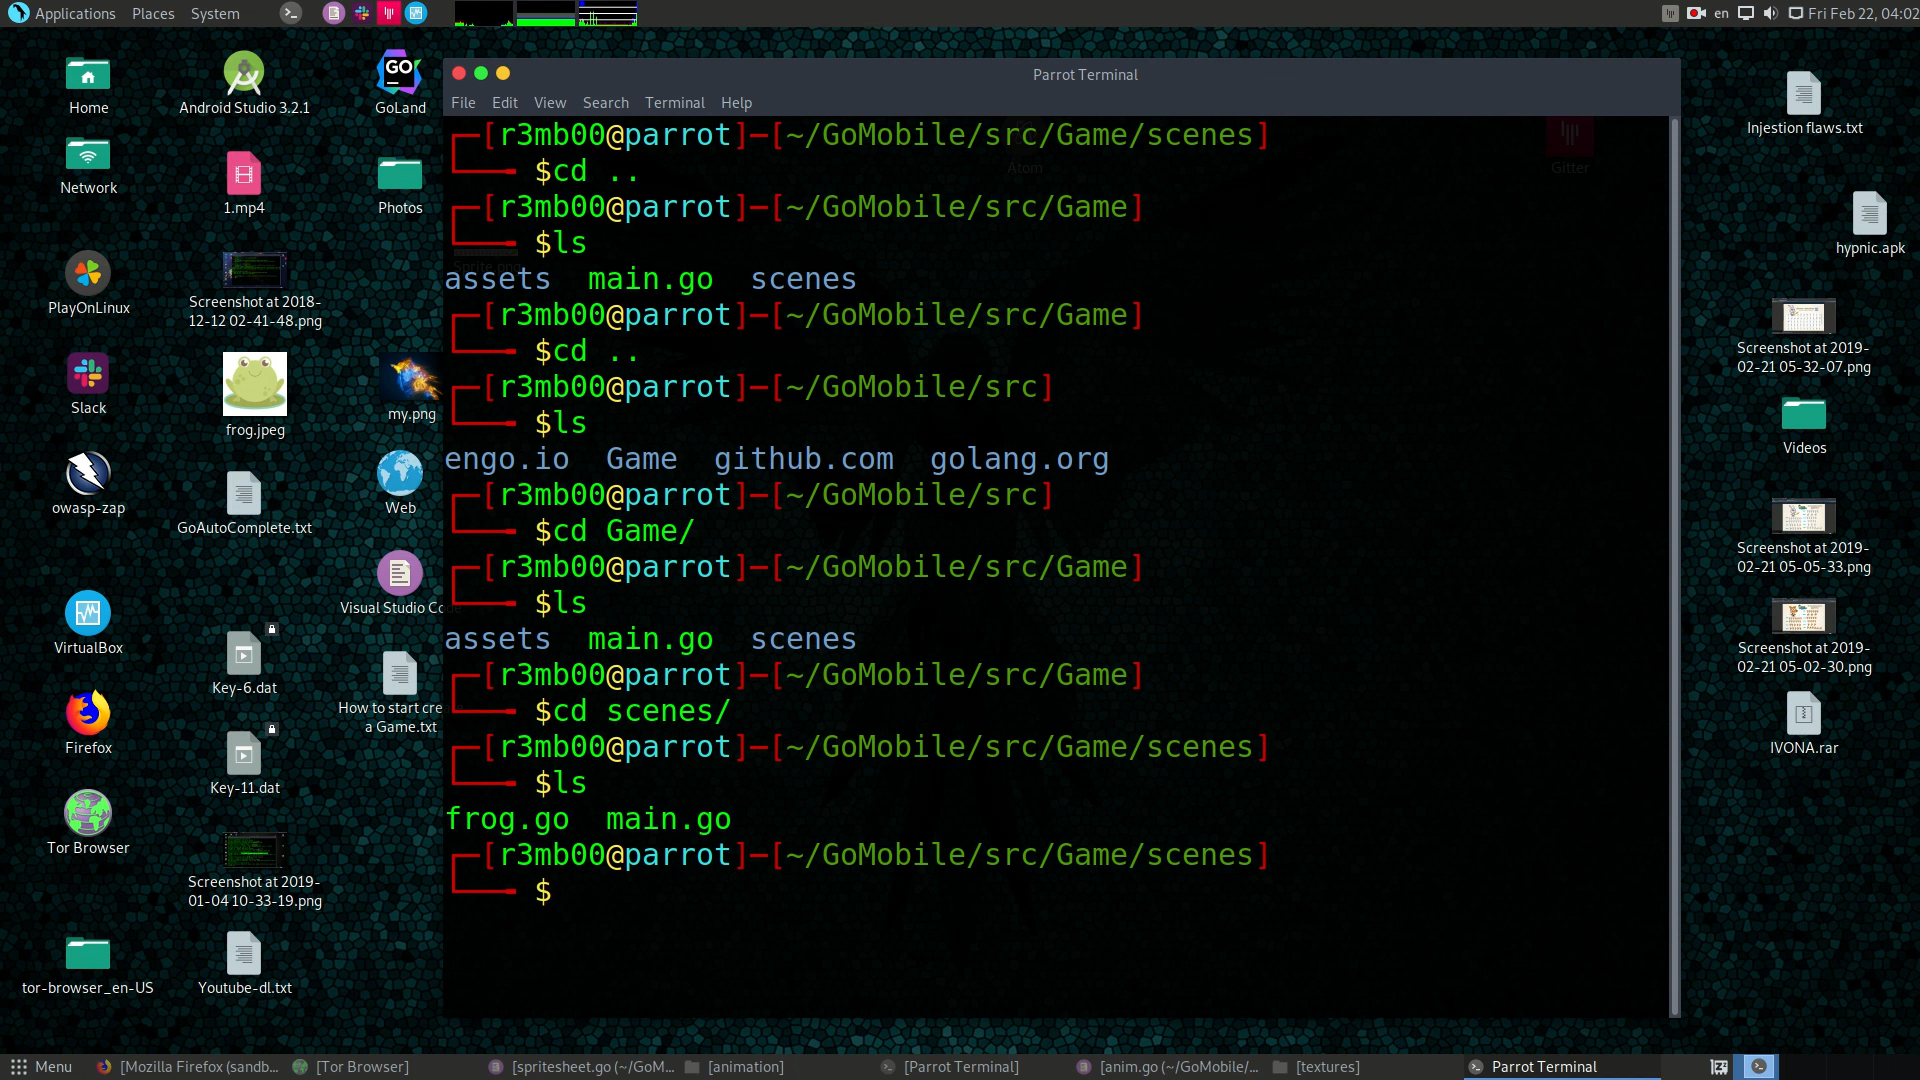 Applications Places System
en Fri Feb 22, 04:02
Home
Android Studio 3.2.1
GO
GoLand
Network
1.mp4
Photos
PlayOnLinux
Screenshot at 2018-
12-12 02-41-48.png
Slack
frog.jpeg
my.png
owasp-zap
GoAutoComplete.txt
Web
VirtualBox
Key-6.dat
Visual Studio Co
How to start cre
a Game.txt
Firefox
Key-11.dat
Tor Browser
Screenshot at 2019-
01-04 10-33-19.png
tor-browser_en-US
Youtube-dl.txt
Parrot Terminal
File Edit View Search Terminal Help
Atom
Gitter
[r3mb00@parrot]-[~/GoMobile/src/Game/scenes]
$cd ..
[r3mb00@parrot]-[~/GoMobile/src/Game]
$ls
assets main.go scenes
[r3mb00@parrot]-[~/GoMobile/src/Game]
$cd ..
[r3mb00@parrot]-[~/GoMobile/src]
$ls
engo.io Game github.com golang.org
[r3mb00@parrot]-[~/GoMobile/src]
$cd Game/
[r3mb00@parrot]-[~/GoMobile/src/Game]
$ls
assets main.go scenes
[r3mb00@parrot]-[~/GoMobile/src/Game]
$cd scenes/
[r3mb00@parrot]-[~/GoMobile/src/Game/scenes]
$ls
frog.go main.go
[r3mb00@parrot]-[~/GoMobile/src/Game/scenes]
$
Injestion flaws.txt
hypnic.apk
Screenshot at 2019-
02-21 05-32-07.png
Videos
Screenshot at 2019-
02-21 05-05-33.png
Screenshot at 2019-
02-21 05-02-30.png
IVONA.rar
Menu [Mozilla Firefox (sandb... [Tor Browser] [spritesheet.go (~/GoM... [animation] [Parrot Terminal] [anim.go (~/GoMobile/... [textures] Parrot Terminal